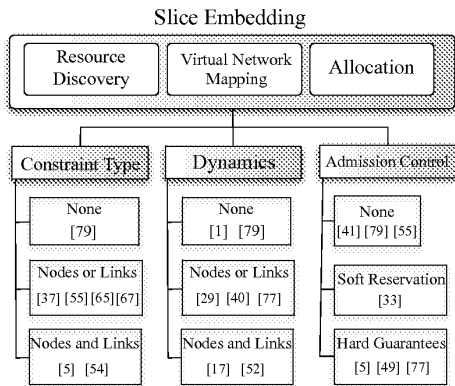 Slice Embedding
Resource
Discovery
Virtual Network
Mapping
Allocation
Constraint Type
None
[79]
Nodes or Links
[37] [55] [65] [67]
Nodes and Links
[5] [54]
Dynamics
None
[1] [79]
Nodes or Links
[29] [40] [77]
Nodes and Links
[17] [52]
Admission Control
None
[41] [79] [55]
Soft Reservation
[33]
Hard Guarantees
[5] [49] [77]